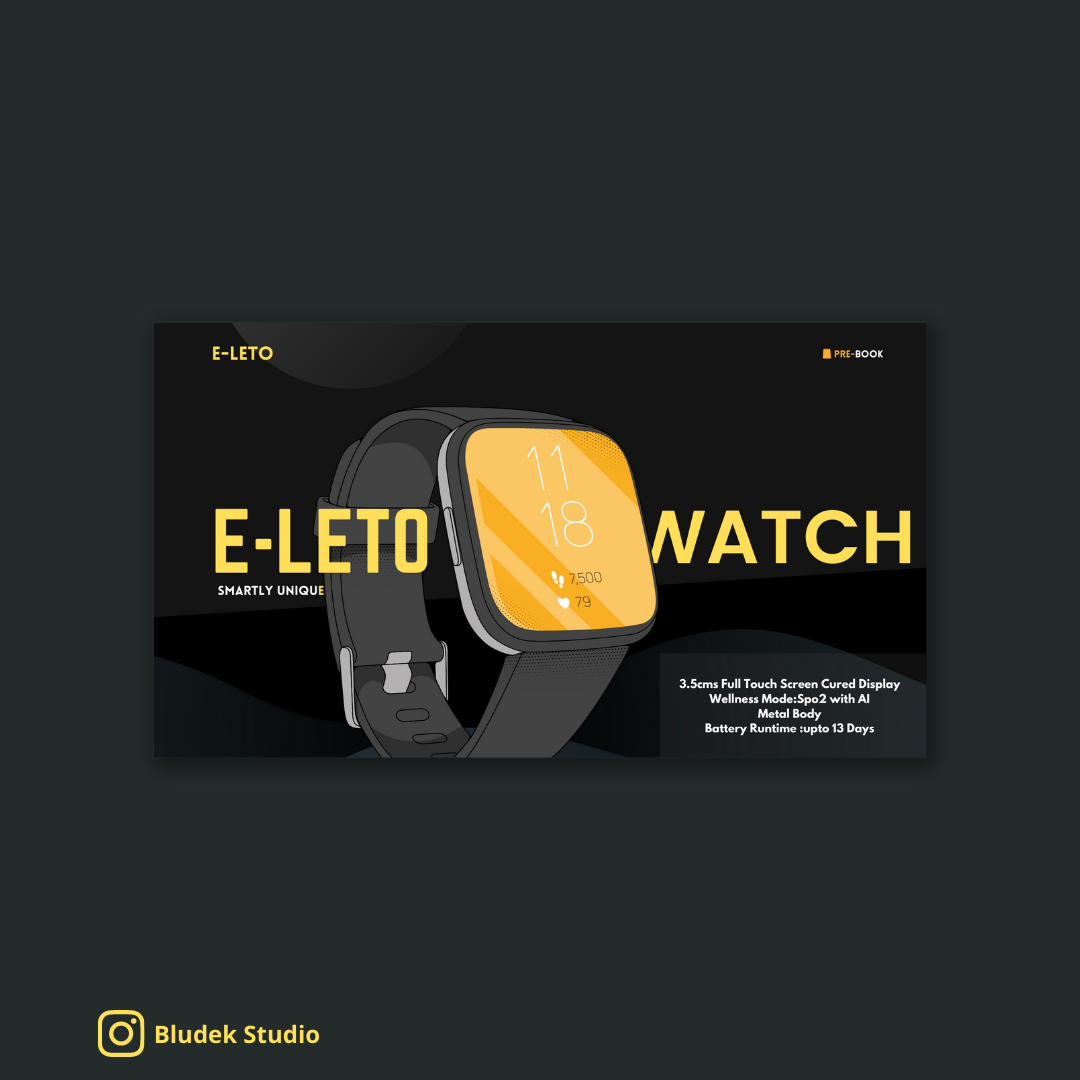 E-LETO
PRE-BOOK
11
18
7,500
79
E-LETO WATCH
SMARTLY UNIQUE
3.5cms Full Touch Screen Cured Display
Wellness Mode:Spo2 with AI
Metal Body
Battery Runtime :upto 13 Days
Bludek Studio